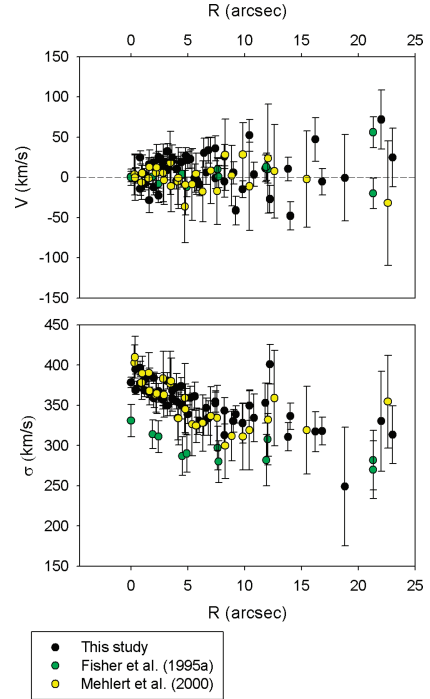 R (arcsec)
-5 0 5 10 15 20 25
150
100
50
0
-50
-100
-150
V (km/s)
450
400
350
300
250
200
150
σ (km/s)
-5 0 5 10 15 20 25
R (arcsec)
This study
Fisher et al. (1995a)
Mehlert et al. (2000)